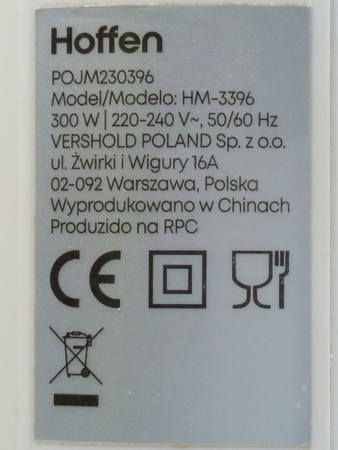 Hoffen
POJM230396
Model/Modelo: HM-3396
300 W | 220-240 V~, 50/60 Hz
VERSHOLD POLAND Sp. z o.o.
ul. Żwirki i Wigury 16A
02-092 Warszawa, Polska
Wyprodukowano w Chinach
Produzido na RPC
CE